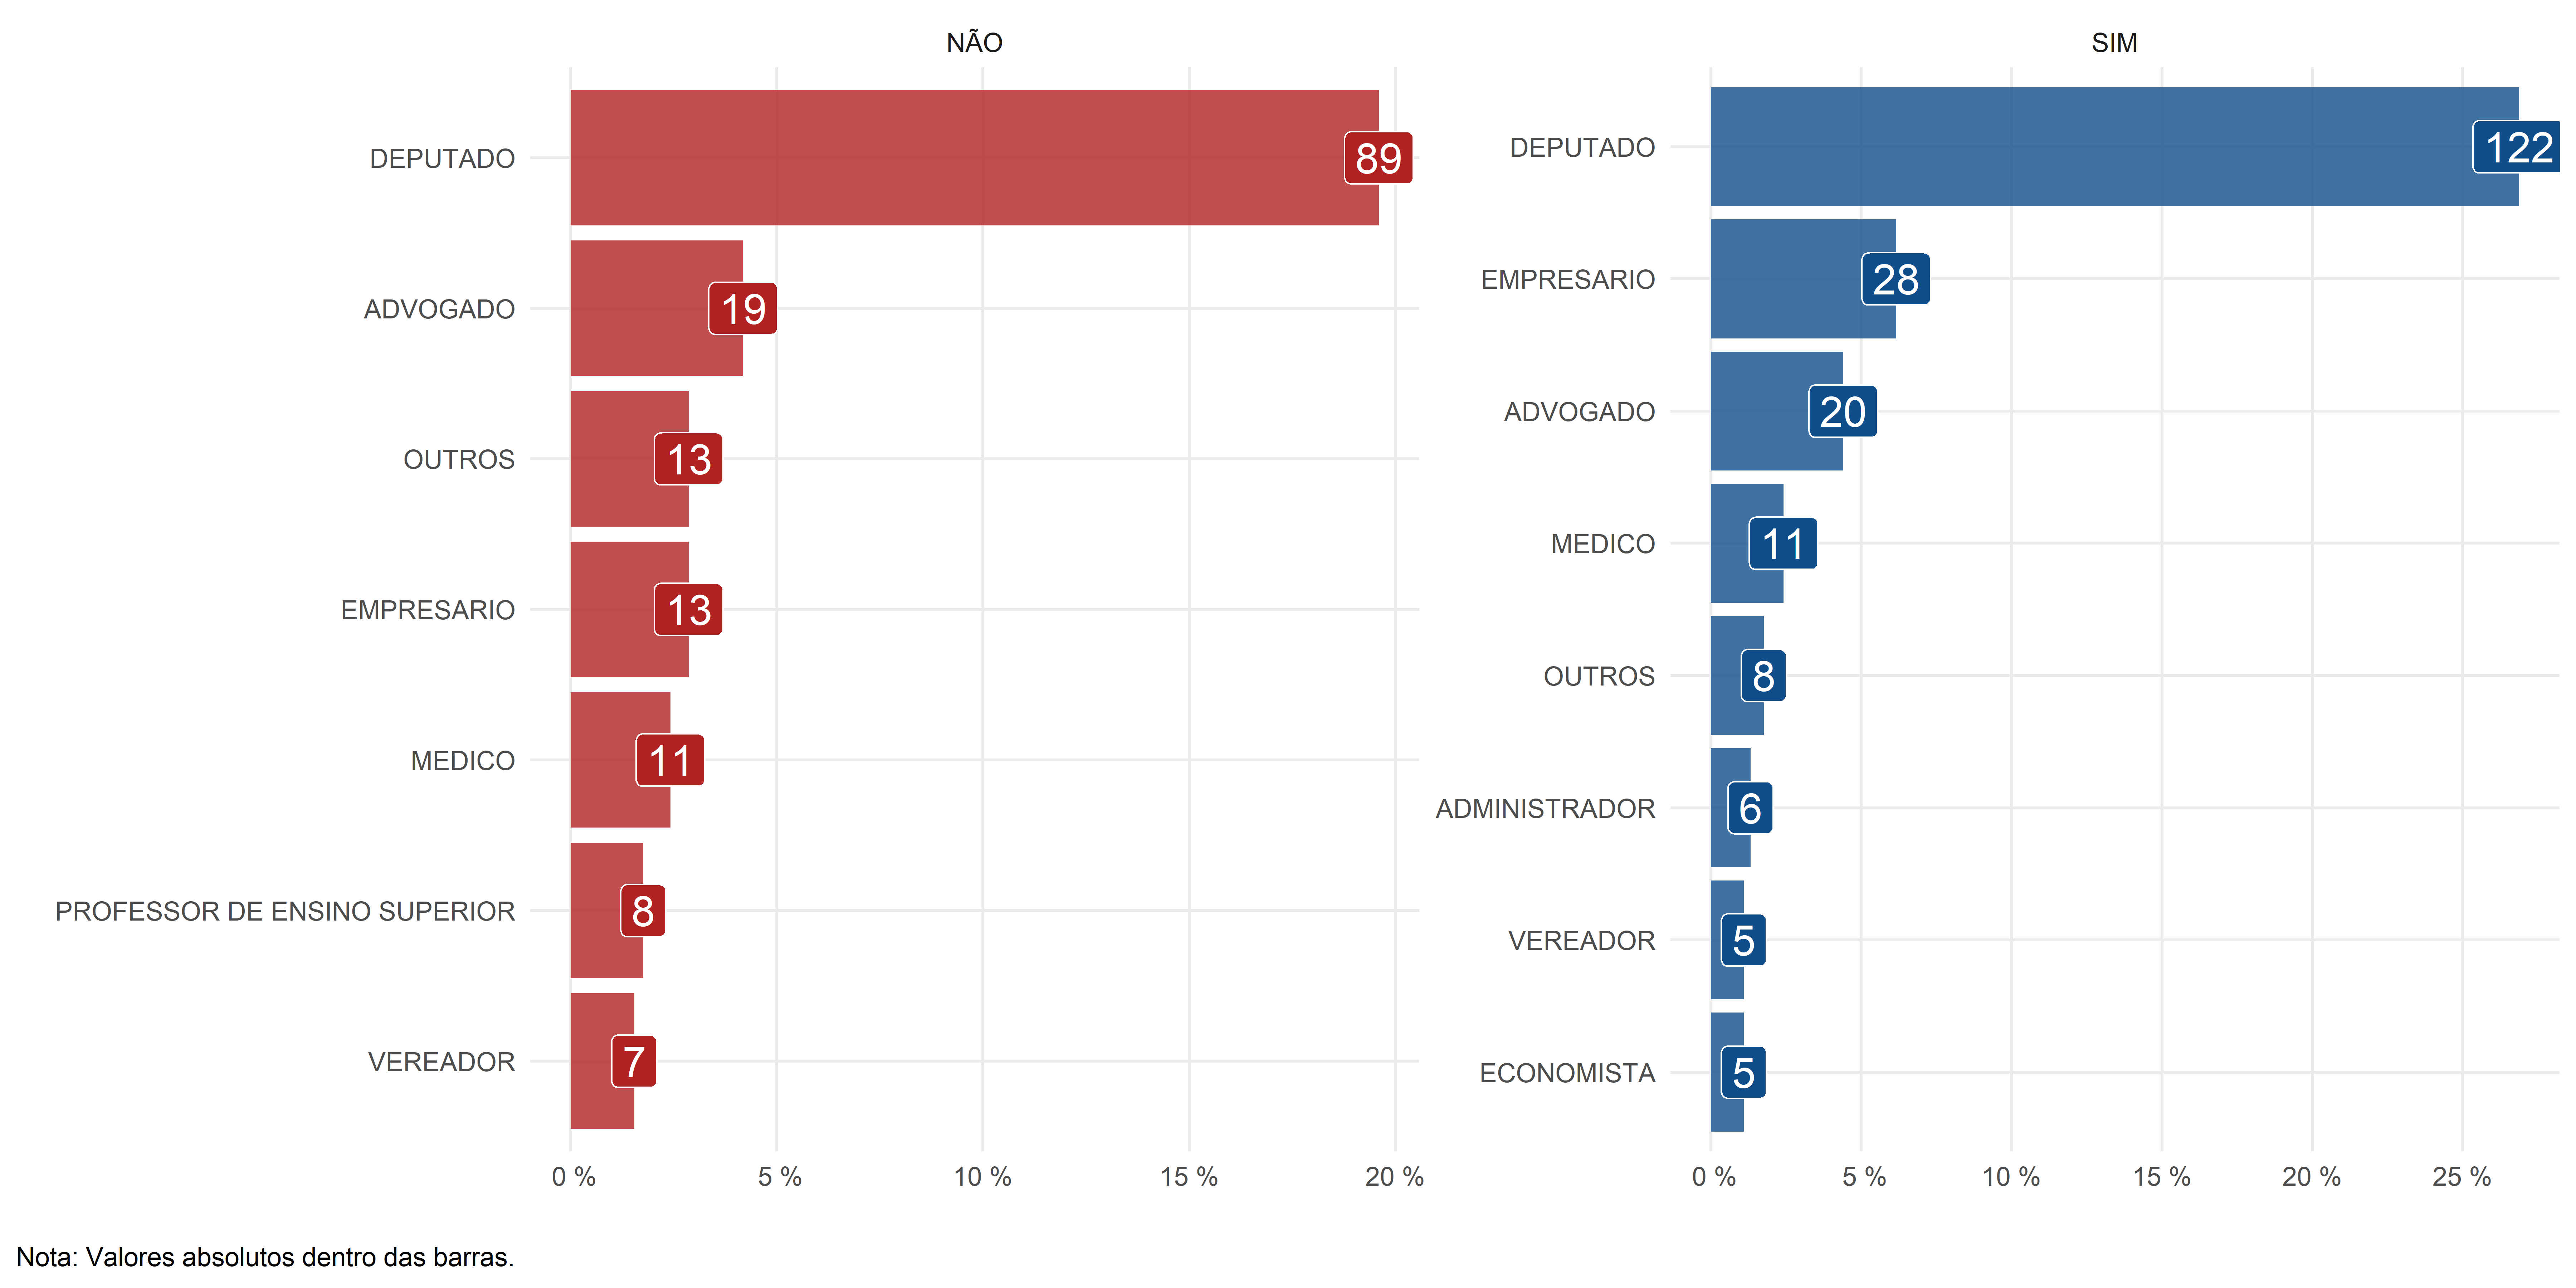 NÃO
DEPUTADO
89
ADVOGADO
19
OUTROS
13
EMPRESARIO
13
MEDICO
11
PROFESSOR DE ENSINO SUPERIOR
8
VEREADOR
7
0 % 5 % 10 % 15 % 20 %
SIM
DEPUTADO
122
EMPRESARIO
28
ADVOGADO
20
MEDICO
11
OUTROS
8
ADMINISTRADOR
6
VEREADOR
5
ECONOMISTA
5
0 % 5 % 10 % 15 % 20 % 25 %
Nota: Valores absolutos dentro das barras.